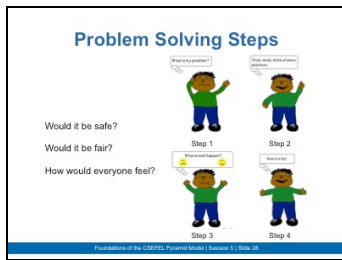 Problem Solving Steps
What is my problem?
Think, think, think of some
solutions.
Would it be safe?
Would it be fair?
How would everyone feel?
Step 1
Step 2
What would happen?
Give it a try!
Step 3
Step 4
Foundations of the CSEFEL Pyramid Model | Session 5 | Slide 28